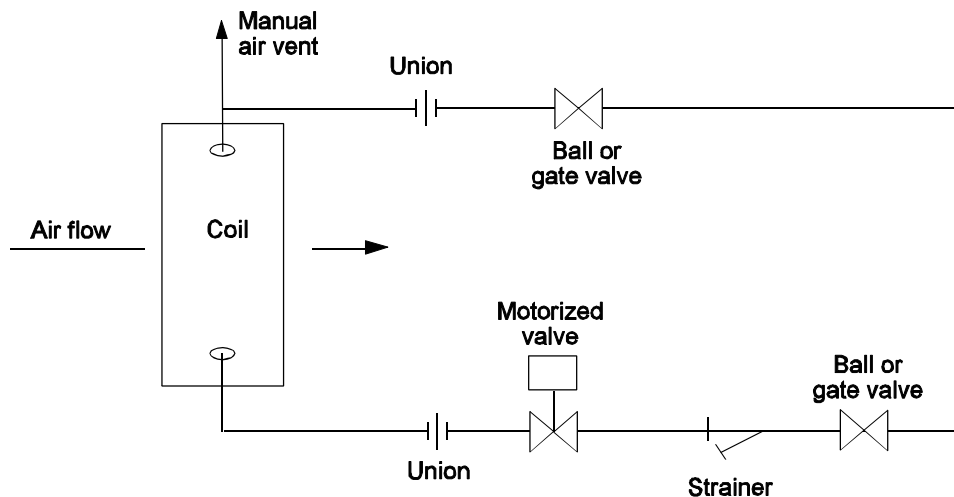 Manual
air vent
Union
Ball or
gate valve
Air flow
Coil
Motorized
valve
Ball or
gate valve
Union
Strainer